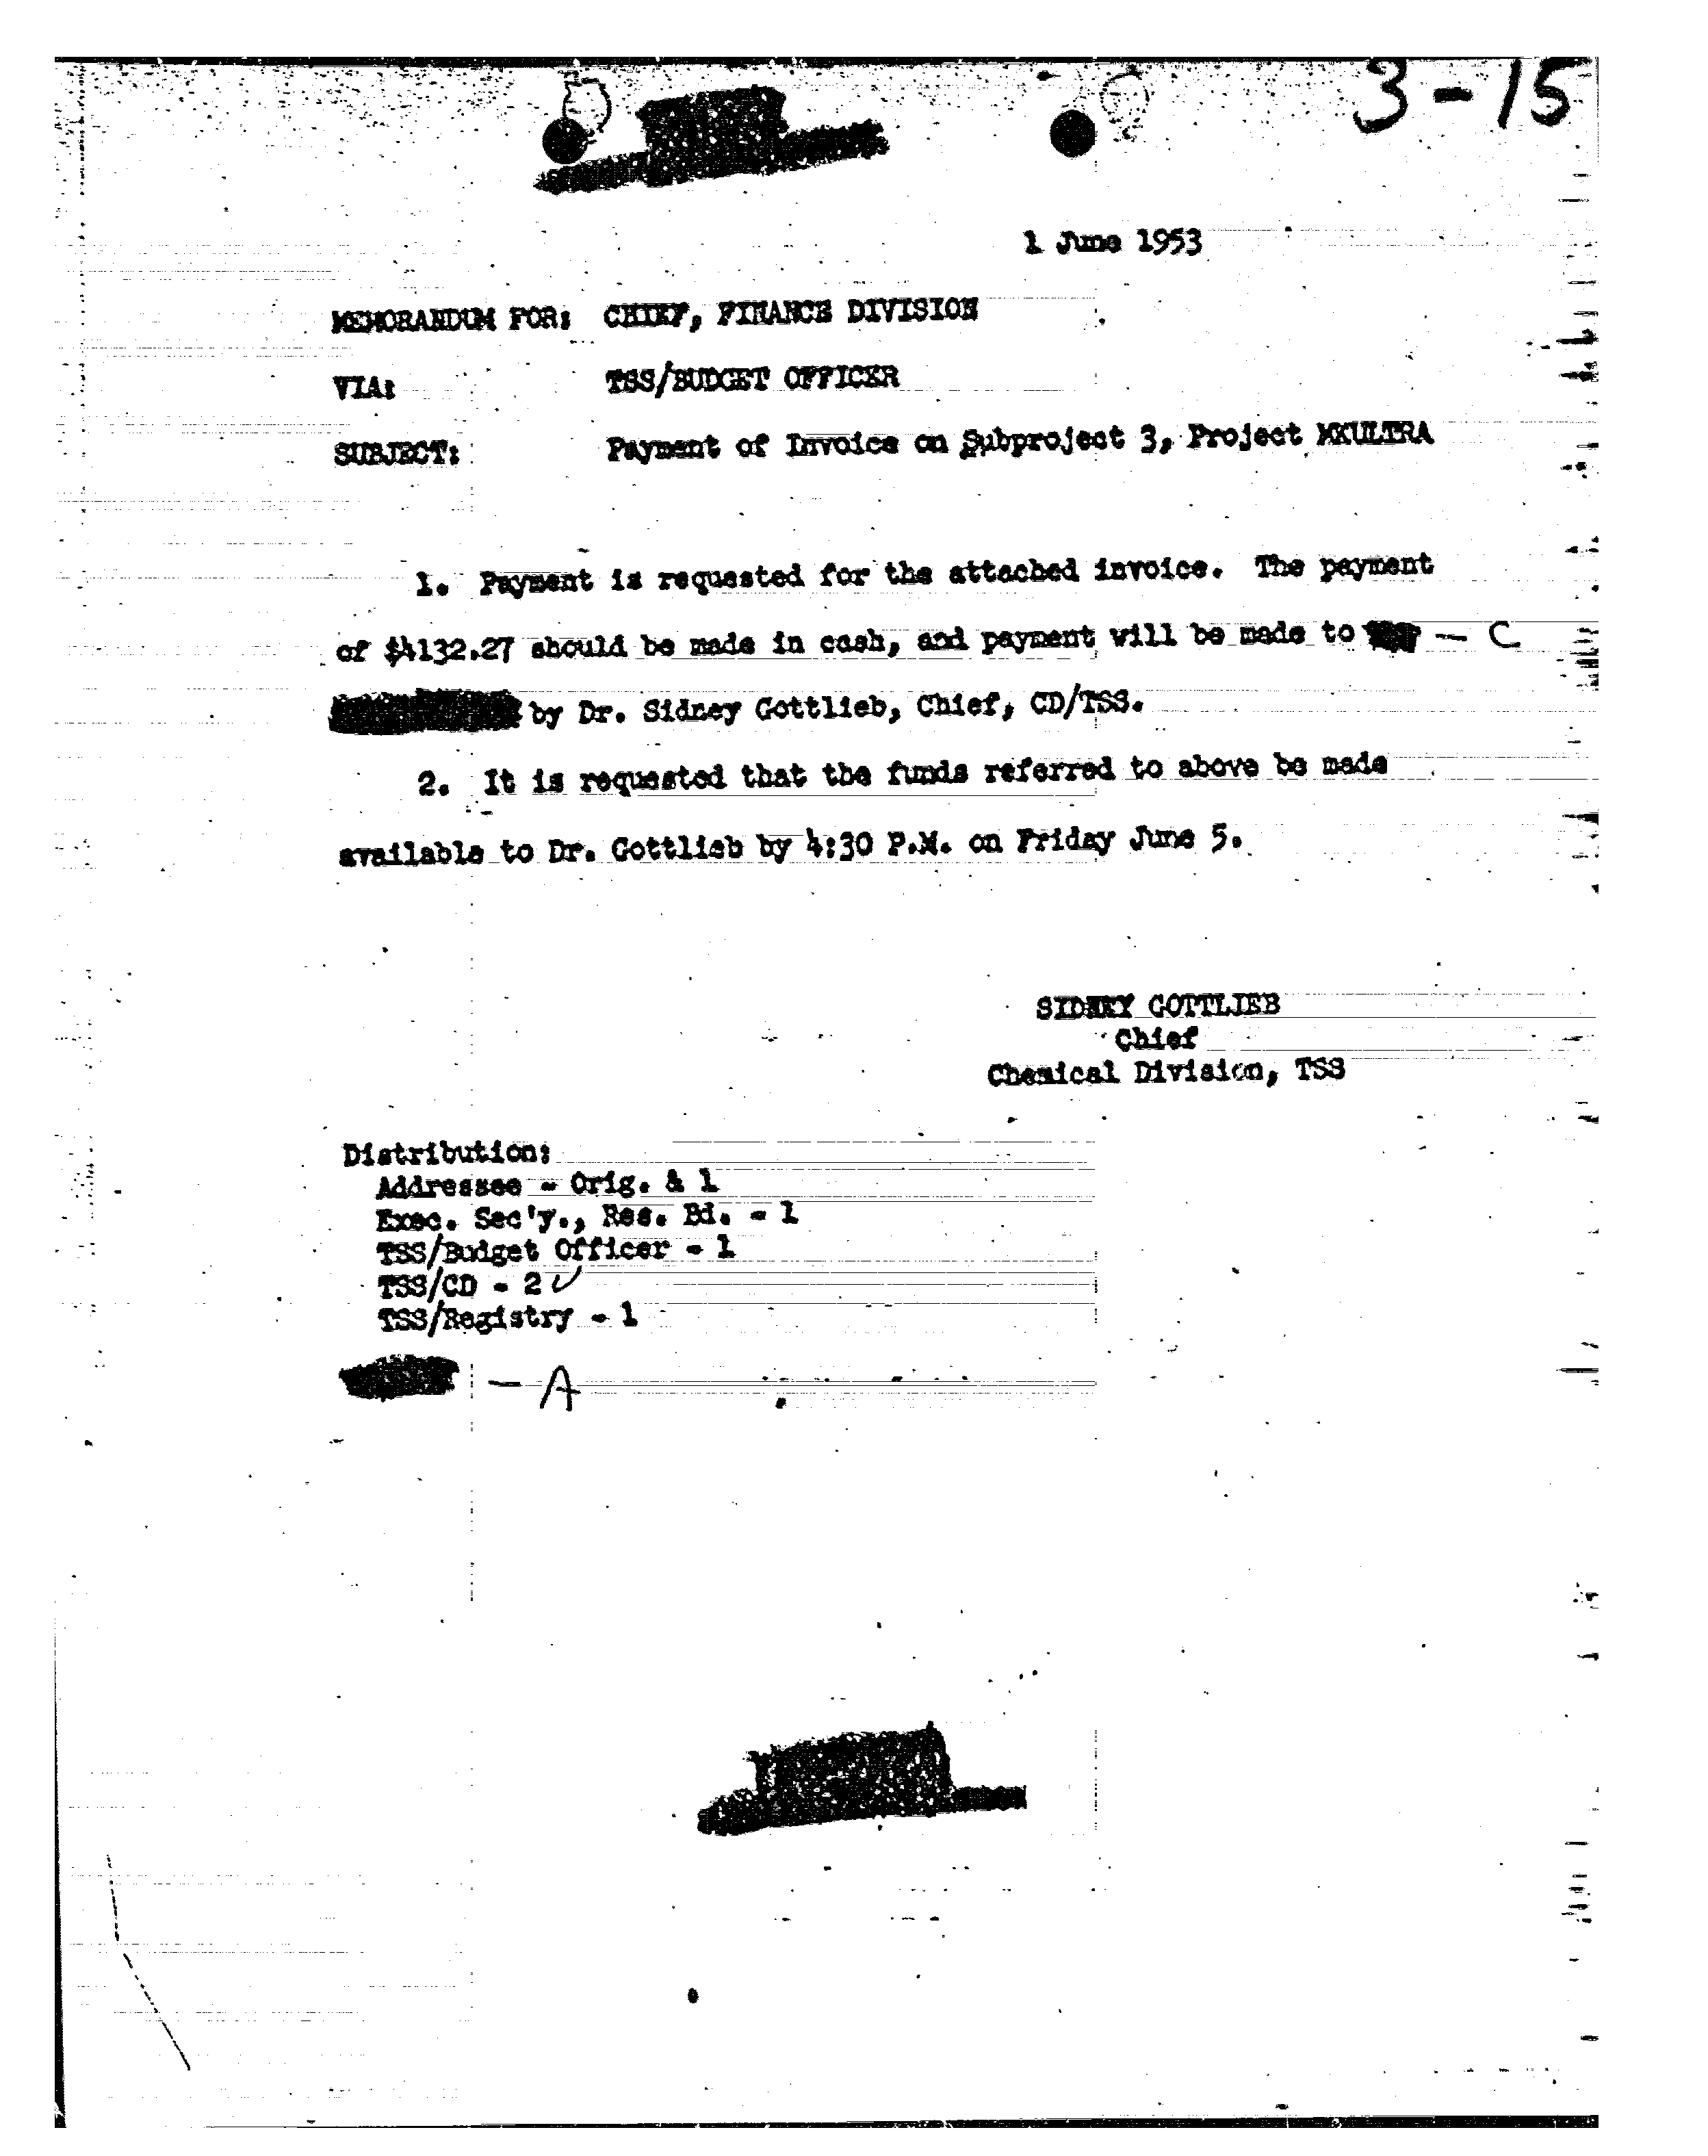 3-15
1 June 1953
MEMORANDUM FOR: CHIEF, FINANCE DIVISION
VIA: TSS/BUDGET OFFICER
SUBJECT: Payment of Invoice on Subproject 3, Project MKULTRA
1. Payment is requested for the attached invoice. The payment
of $4132.27 should be made in cash, and payment will be made to — C
by Dr. Sidney Gottlieb, Chief, CD/TSS.
2. It is requested that the funds referred to above be made
available to Dr. Gottlieb by 4:30 P.M. on Friday June 5.
SIDNEY GOTTLIEB
Chief
Chemical Division, TSS
Distribution:
Addressee - Orig. & 1
Exec. Sec'y., Res. Bd. - 1
TSS/Budget Officer - 1
TSS/CD - 2 ✓
TSS/Registry - 1
— A